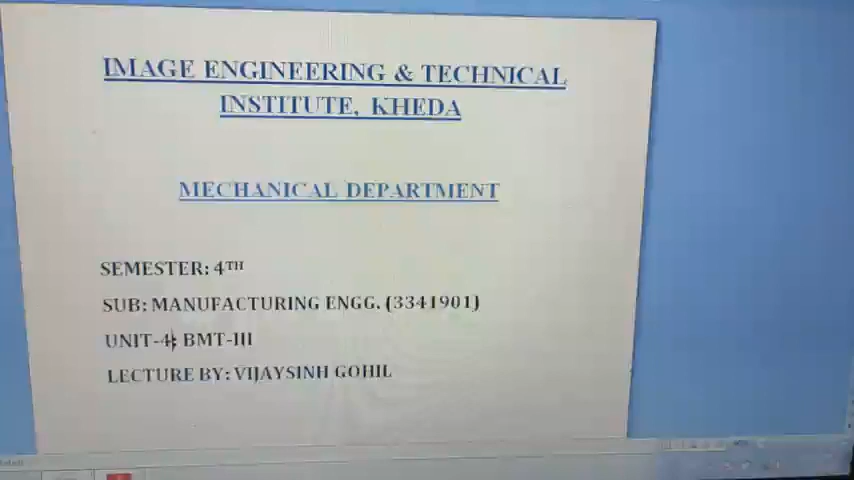 IMAGE ENGINEERING & TECHNICAL
INSTITUTE, KHEDA
MECHANICAL DEPARTMENT
SEMESTER: 4TH
SUB: MANUFACTURING ENGG. (3341901)
UNIT-4: BMT-III
LECTURE BY: VIJAYSINH GOHIL